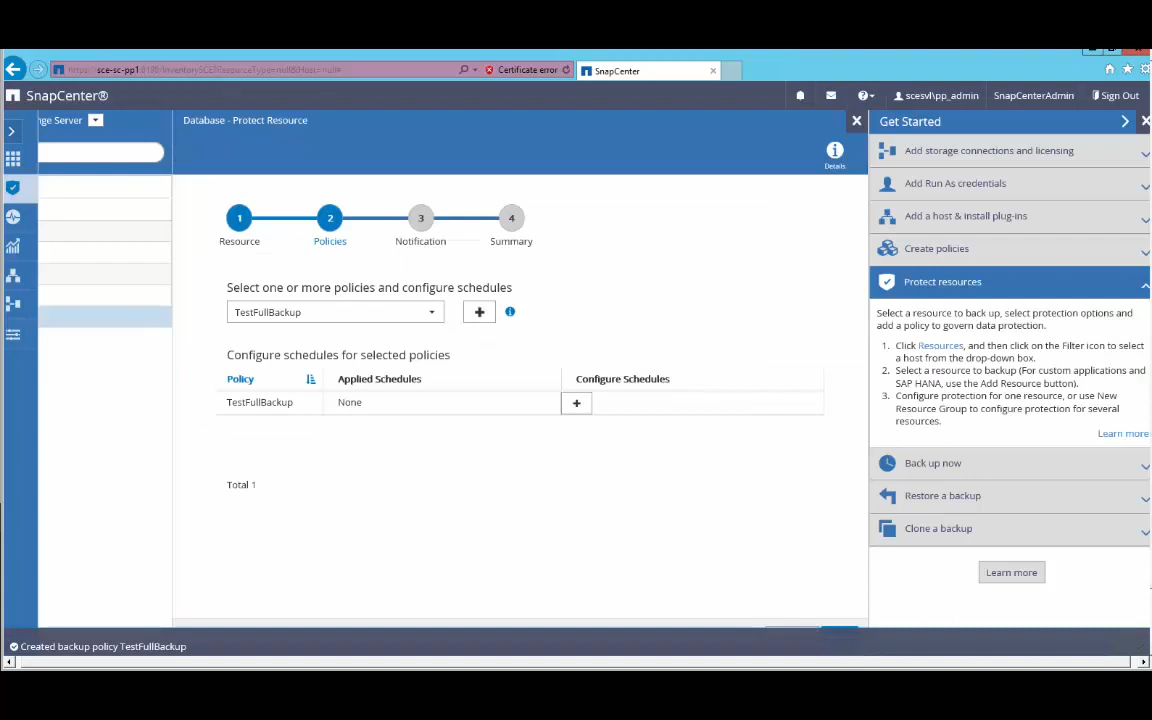 Certificate error
SnapCenter
SnapCenter®
scesvl\pp_admin
SnapCenterAdmin
Sign Out
nge Server
Database - Protect Resource
Details
Get Started
Add storage connections and licensing
Add Run As credentials
Add a host & install plug-ins
Create policies
Protect resources
Select a resource to back up, select protection options and
add a policy to govern data protection.
1. Click Resources, and then click on the Filter icon to select
a host from the drop-down box.
2. Select a resource to backup (For custom applications and
SAP HANA, use the Add Resource button).
3. Configure protection for one resource, or use New
Resource Group to configure protection for several
resources.
Learn more
Back up now
Restore a backup
Clone a backup
Learn more
1 2 3 4
Resource Policies Notification Summary
Select one or more policies and configure schedules
TestFullBackup
Configure schedules for selected policies
Policy Applied Schedules Configure Schedules
TestFullBackup None
Total 1
Created backup policy TestFullBackup